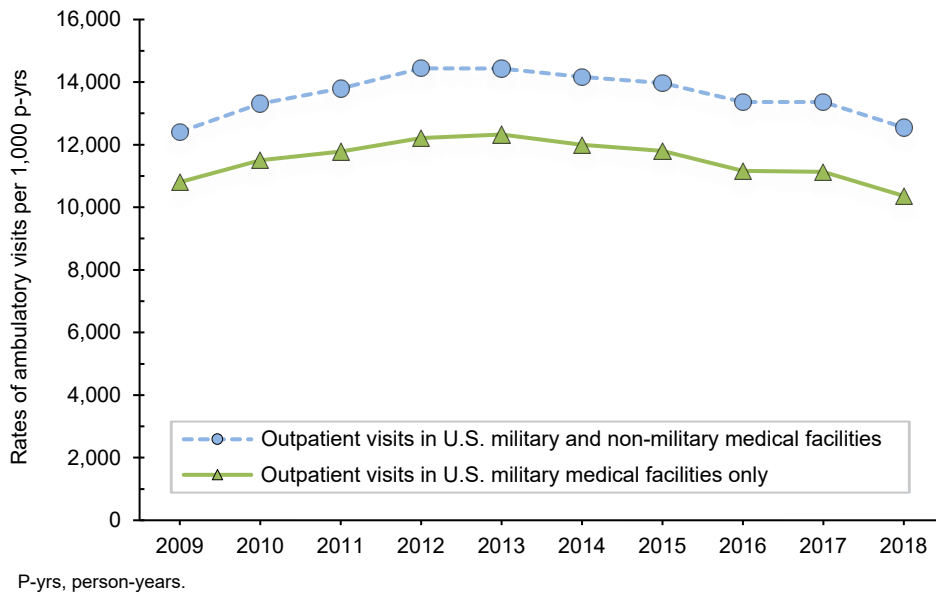 Rates of ambulatory visits per 1,000 p-yrs
16,000
14,000
12,000
10,000
8,000
6,000
4,000
2,000
0
Outpatient visits in U.S. military and non-military medical facilities
Outpatient visits in U.S. military medical facilities only
2009 2010 2011 2012 2013 2014 2015 2016 2017 2018
P-yrs, person-years.